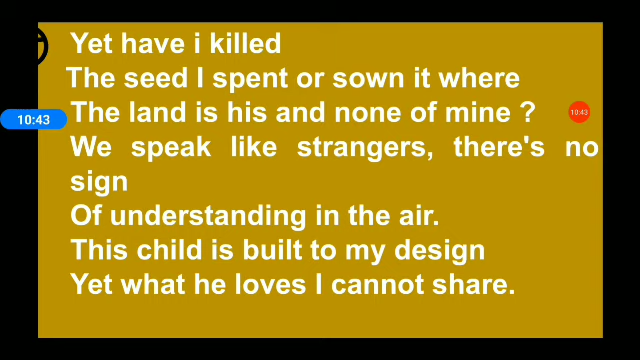 Yet have i killed
The seed I spent or sown it where
The land is his and none of mine ?
We speak like strangers, there's no
sign
Of understanding in the air.
This child is built to my design
Yet what he loves I cannot share.
10:43
10:43